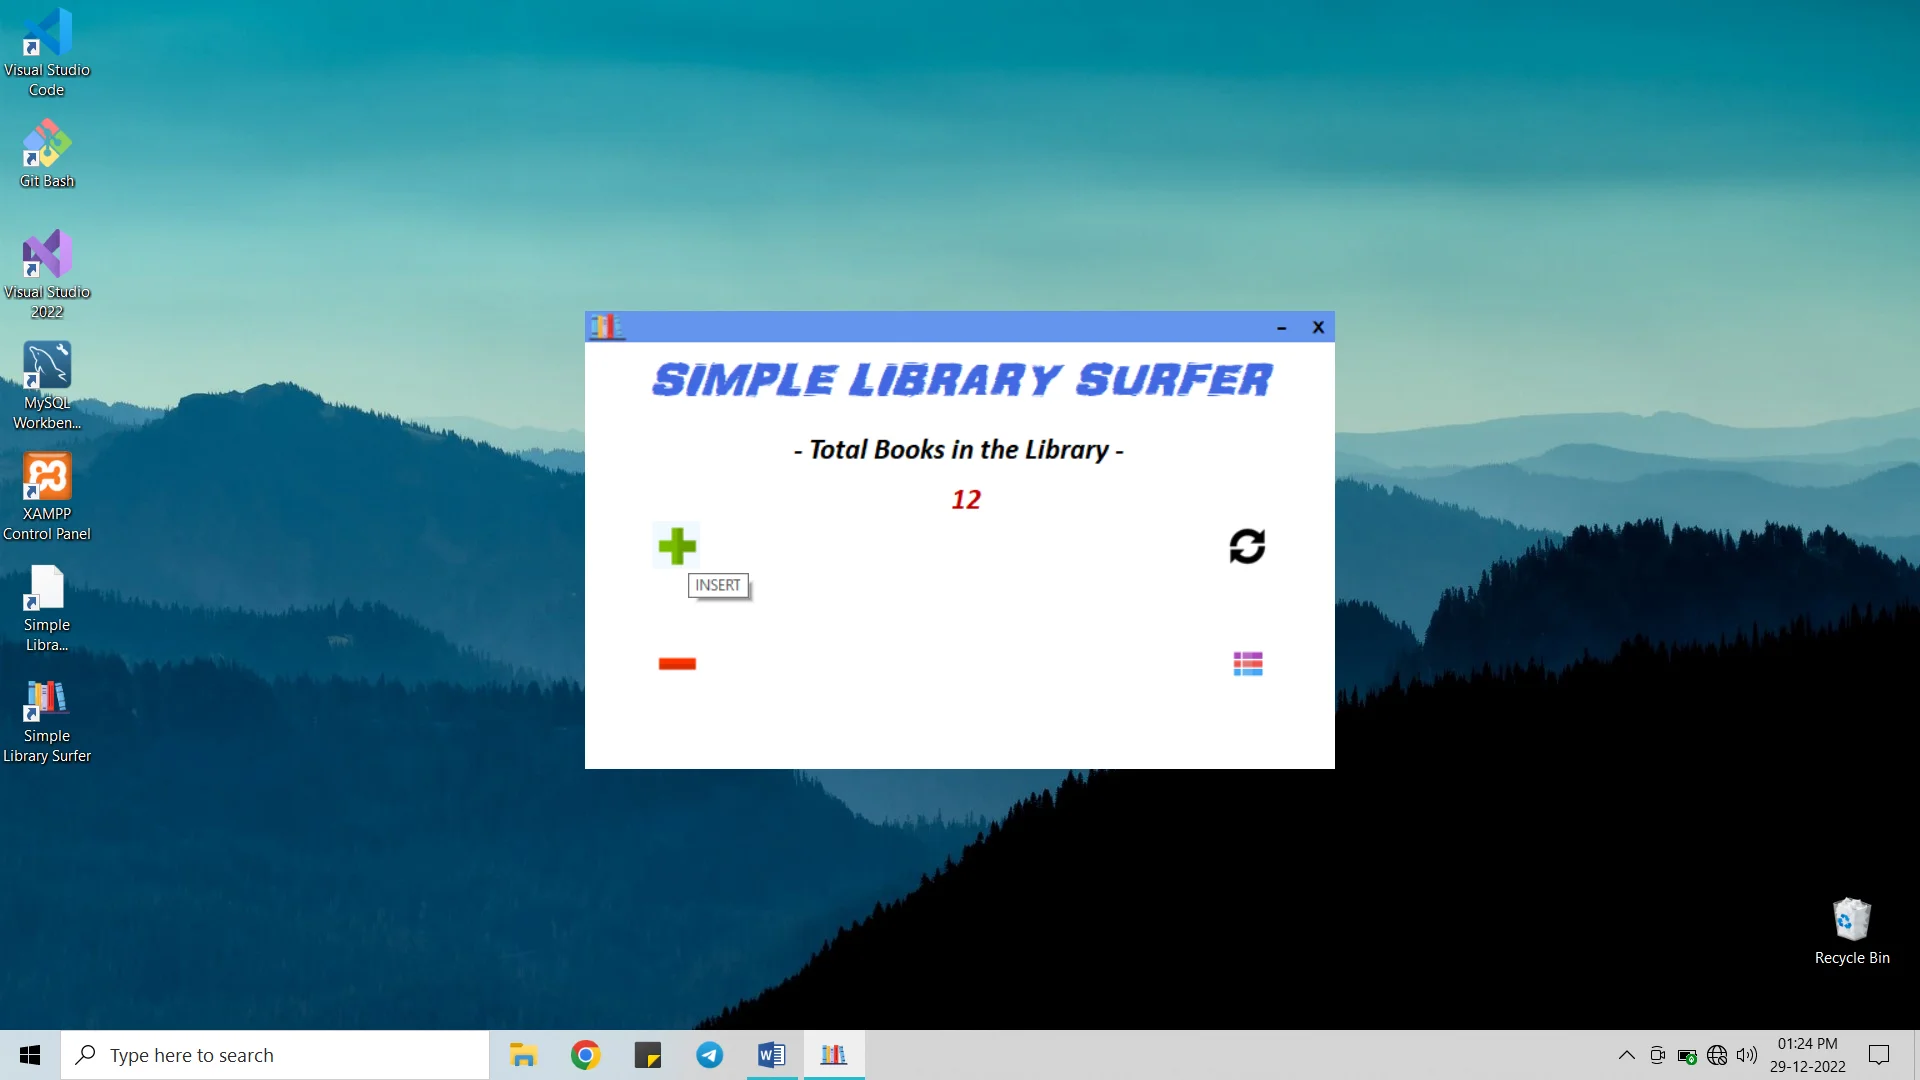 Visual Studio
Code
Git Bash
Visual Studio
2022
MySQL
Workben...
XAMPP
Control Panel
Simple
Libra...
Simple
Library Surfer
– X
SIMPLE LIBRARY SURFER
- Total Books in the Library -
12
INSERT
Recycle Bin
Type here to search
W
01:24 PM
29-12-2022